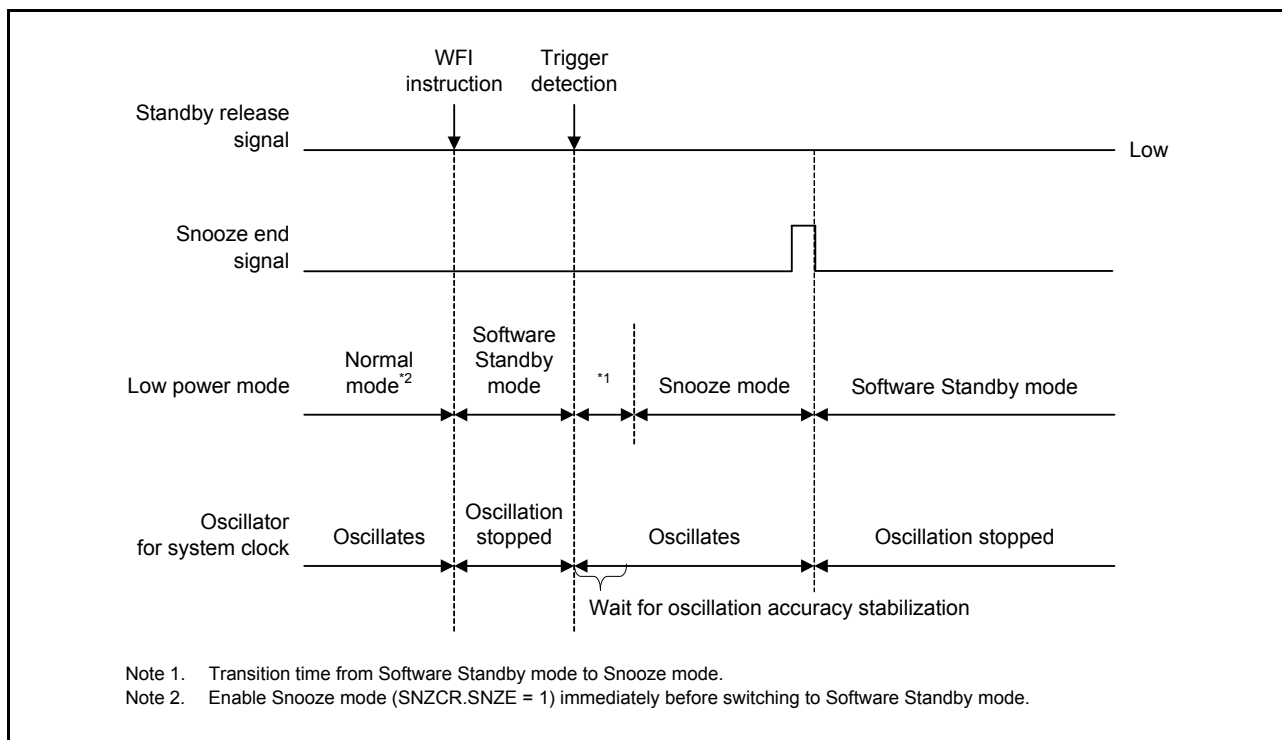 WFI
instruction
Trigger
detection
Standby release
signal
Low
Snooze end
signal
Low power mode
Normal
mode*2
Software
Standby
mode
*1
Snooze mode
Software Standby mode
Oscillator
for system clock
Oscillates
Oscillation
stopped
Oscillates
Oscillation stopped
Wait for oscillation accuracy stabilization
Note 1. Transition time from Software Standby mode to Snooze mode.
Note 2. Enable Snooze mode (SNZCR.SNZE = 1) immediately before switching to Software Standby mode.